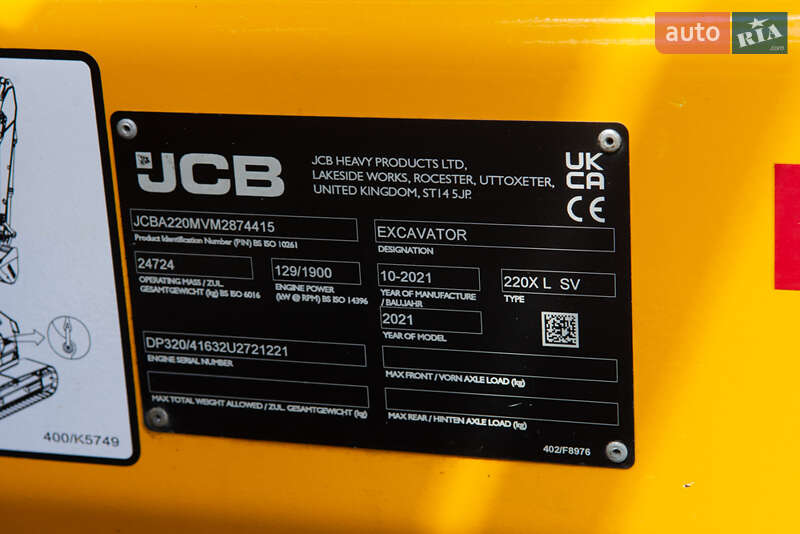 auto RIA .com
JCB
JCB HEAVY PRODUCTS LTD,
LAKESIDE WORKS, ROCESTER, UTTOXETER,
UNITED KINGDOM, ST14 5JP.
UK
CA
CE
JCBA220MVM2874415
Product Identification Number (PIN) BS ISO 10261
EXCAVATOR
DESIGNATION
24724
OPERATING MASS / ZUL.
GESAMTGEWICHT (kg) BS ISO 6016
129/1900
ENGINE POWER
(kW @ RPM) BS ISO 14396
10-2021
YEAR OF MANUFACTURE
/ BAUJAHR
220X L SV
TYPE
2021
YEAR OF MODEL
DP320/41632U2721221
ENGINE SERIAL NUMBER
MAX FRONT / VORN AXLE LOAD (kg)
MAX TOTAL WEIGHT ALLOWED / ZUL. GESAMTGEWICHT (kg)
MAX REAR / HINTEN AXLE LOAD (kg)
402/F8976
400/K5749